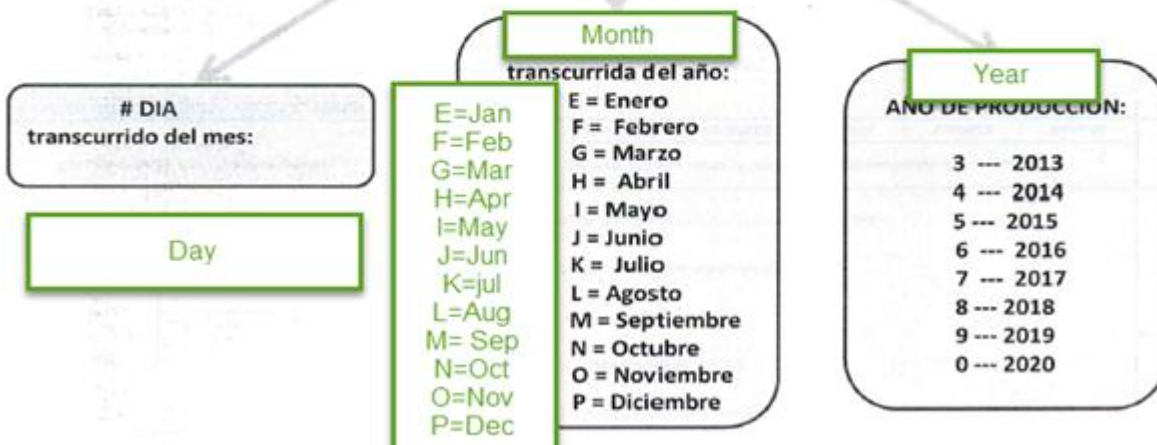 # DIA
transcurrido del mes:
Day
Month
transcurrida del año:
E=Jan
F=Feb
G=Mar
H=Apr
I=May
J=Jun
K=jul
L=Aug
M= Sep
N=Oct
O=Nov
P=Dec
E = Enero
F = Febrero
G = Marzo
H = Abril
I = Mayo
J = Junio
K = Julio
L = Agosto
M = Septiembre
N = Octubre
O = Noviembre
P = Diciembre
Year
AÑO DE PRODUCCION:
3 --- 2013
4 --- 2014
5 --- 2015
6 --- 2016
7 --- 2017
8 --- 2018
9 --- 2019
0 --- 2020